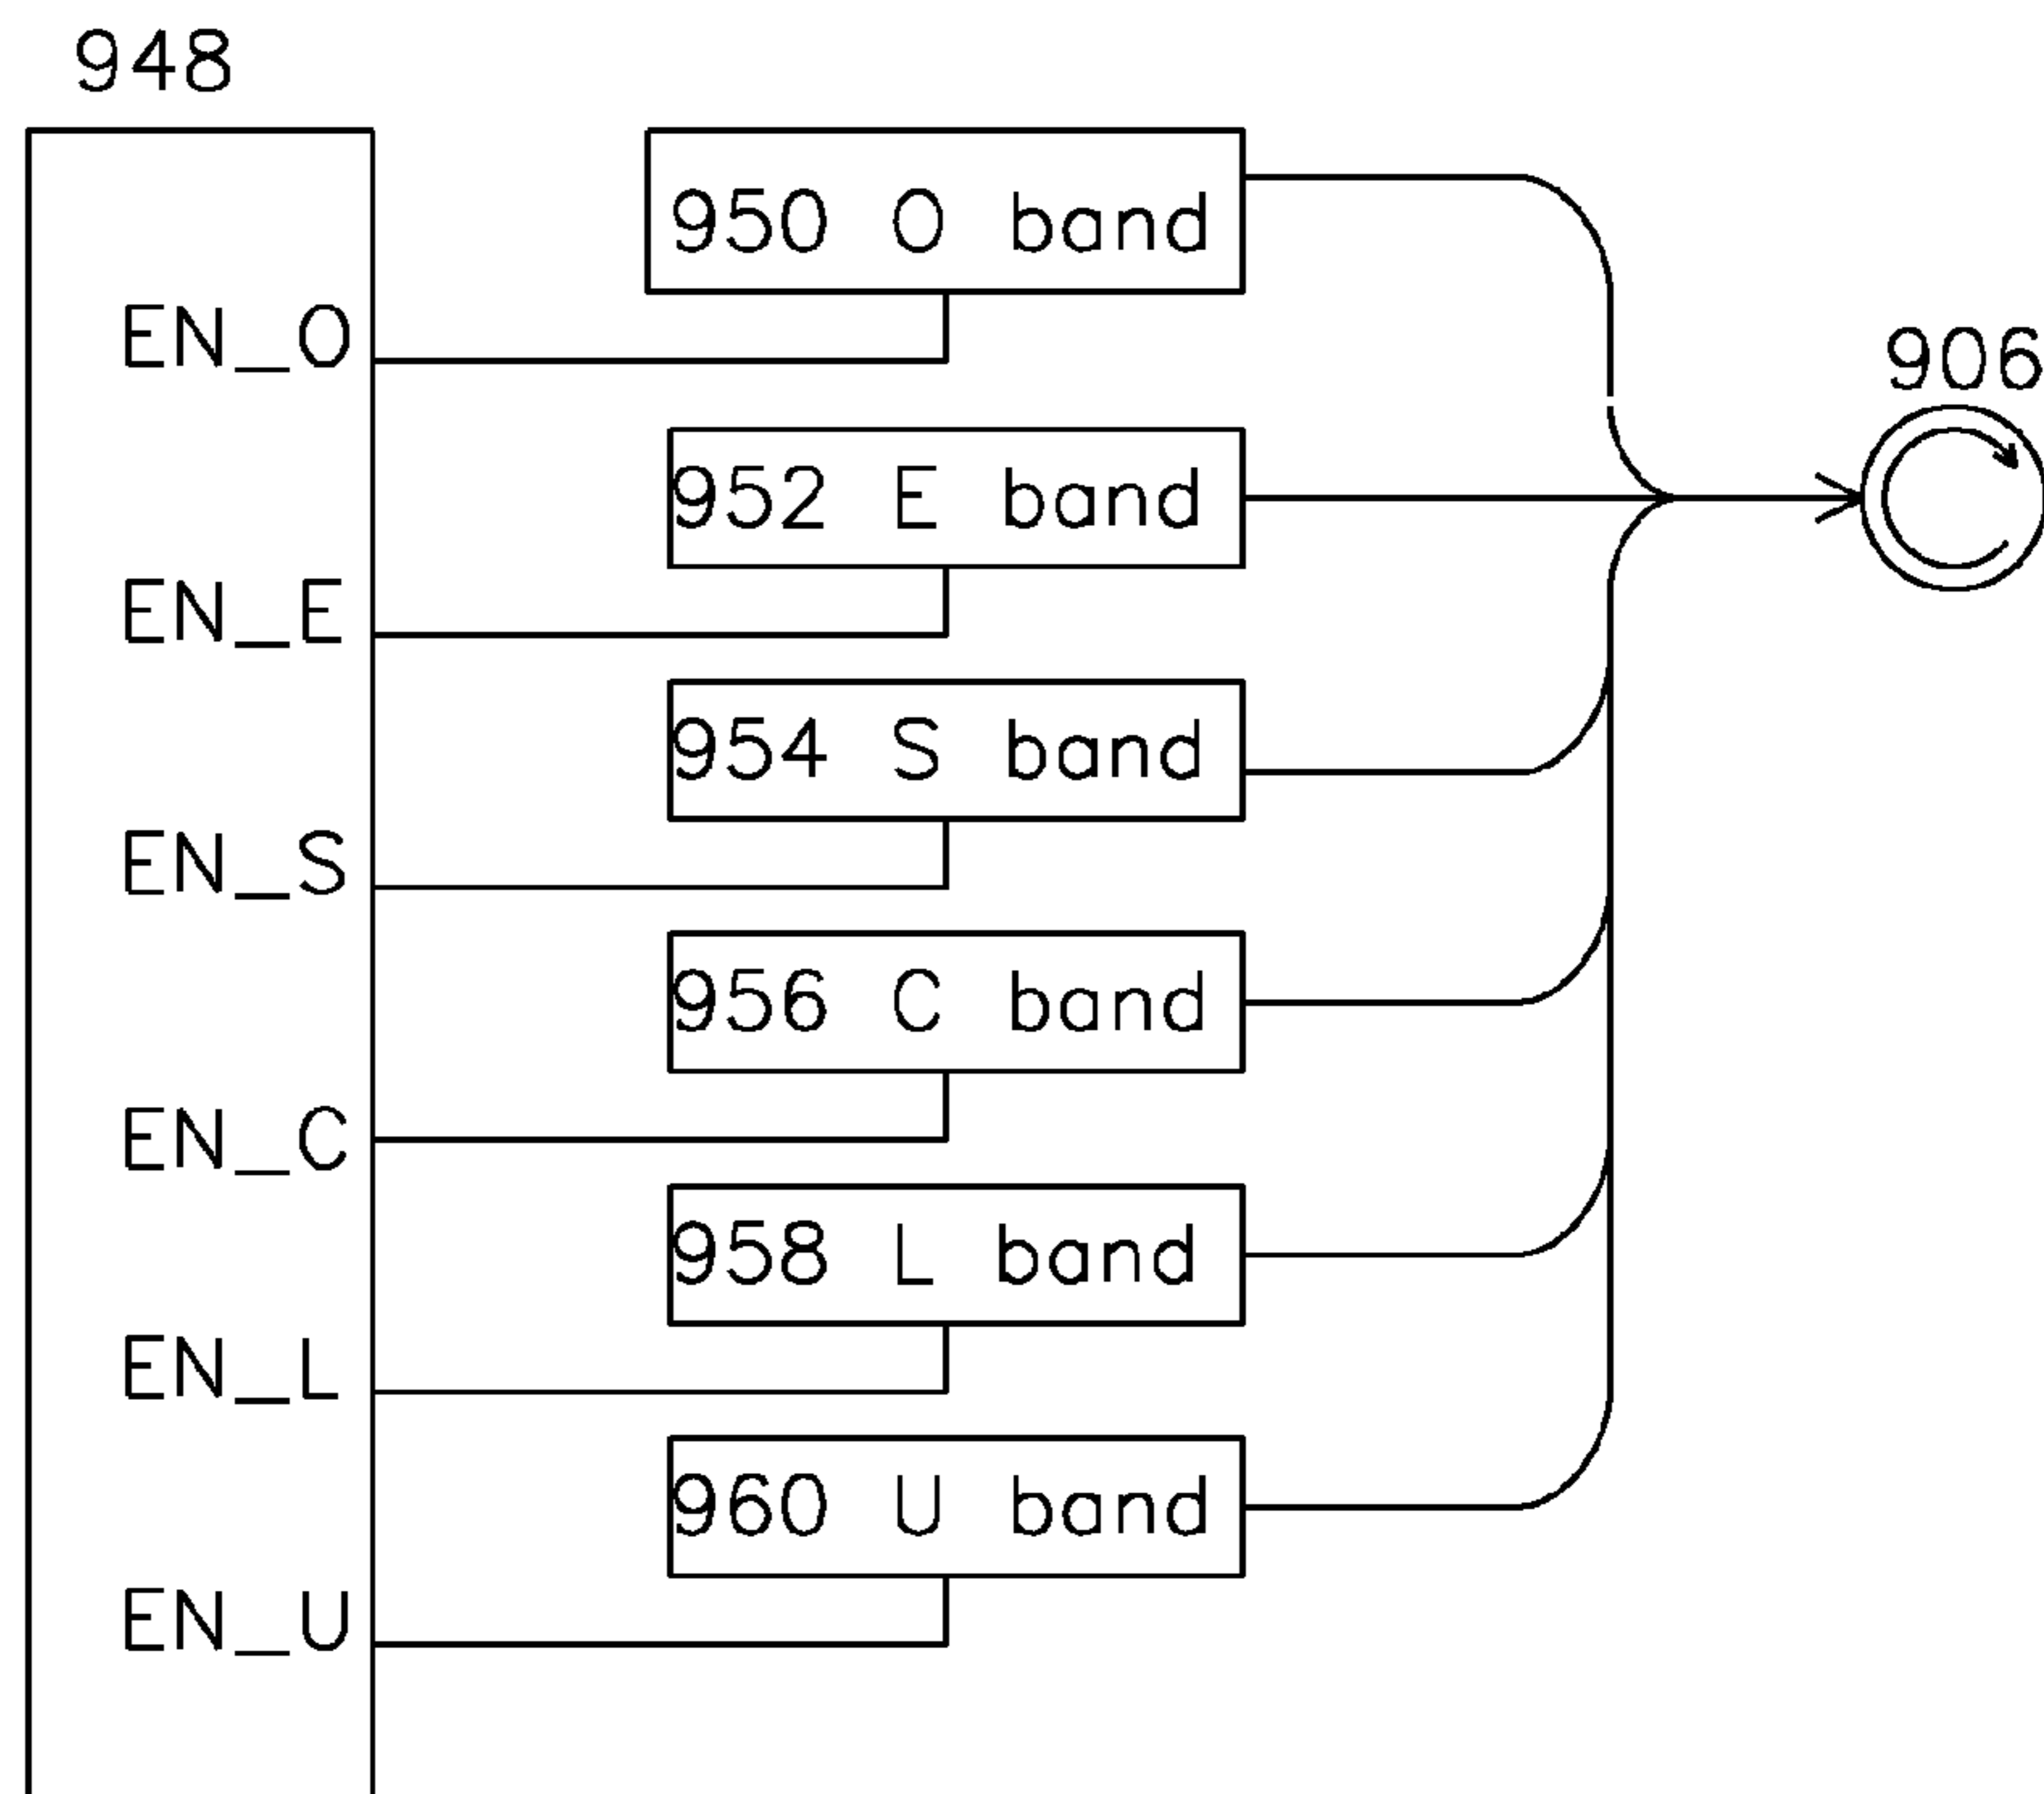 948
950 O band
EN_O
906
952 E band
EN_E
954 S band
EN_S
956 C band
EN_C
958 L band
EN_L
960 U band
EN_U